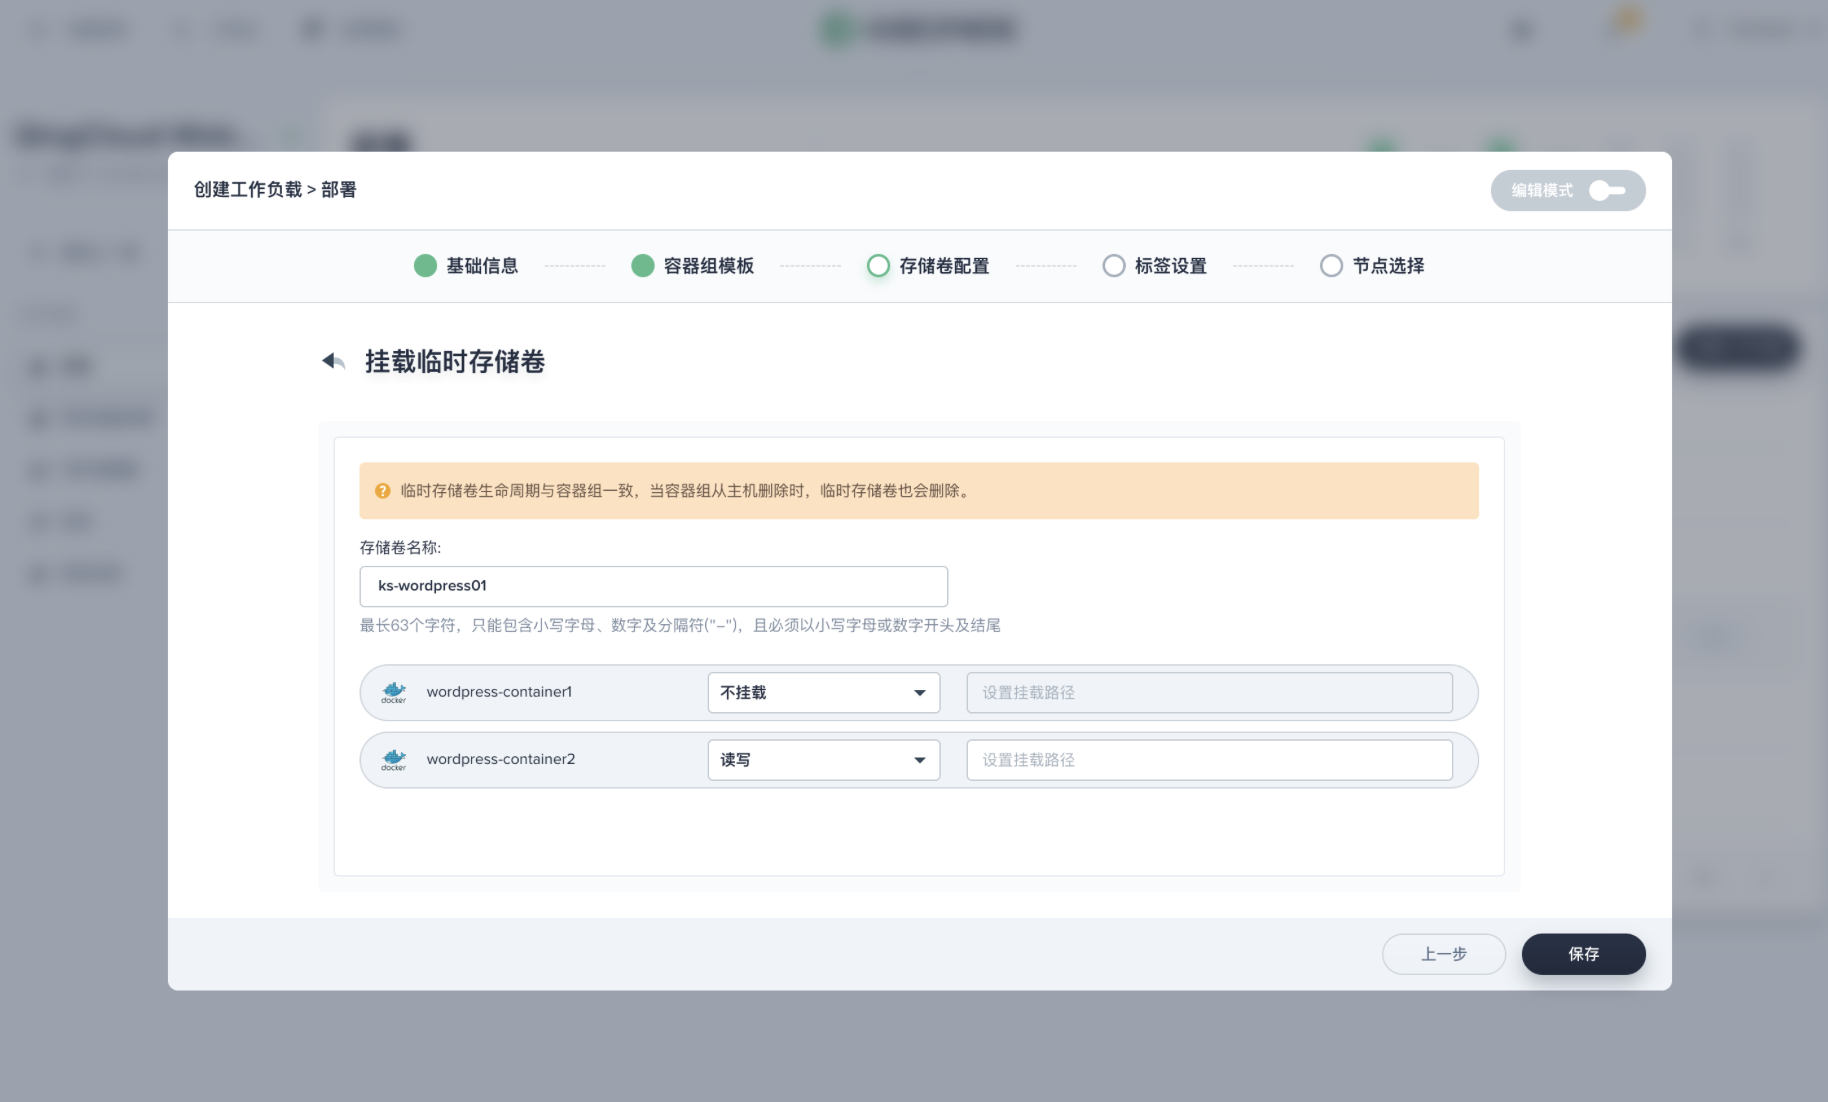 创建工作负载 > 部署
编辑模式
基础信息
容器组模板
存储卷配置
标签设置
节点选择
挂载临时存储卷
临时存储卷生命周期与容器组一致，当容器组从主机删除时，临时存储卷也会删除。
存储卷名称:
ks-wordpress01
最长63个字符，只能包含小写字母、数字及分隔符("-")，且必须以小写字母或数字开头及结尾
docker wordpress-container1 不挂载 设置挂载路径
docker wordpress-container2 读写 设置挂载路径
上一步
保存